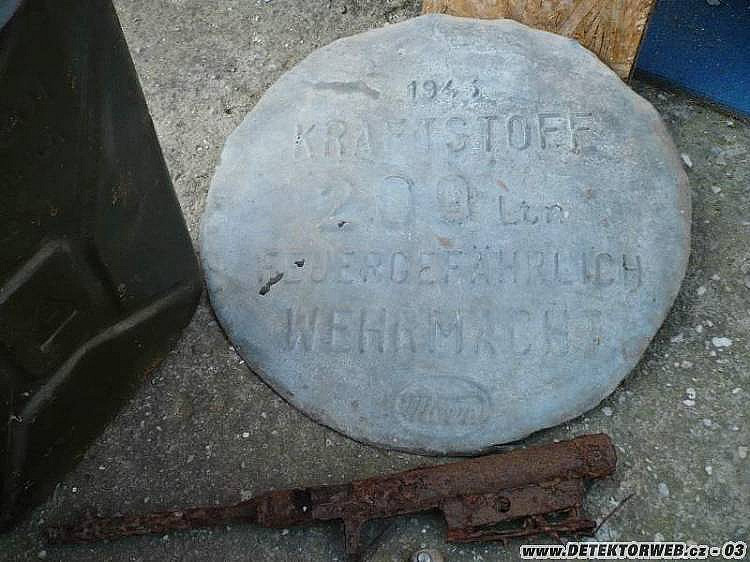 1943
KRAFTSTOFF
200 Ltr.
FEUERGEFÄHRLICH
WEHRMACHT
www.DETEKTORWEB.cz - 03